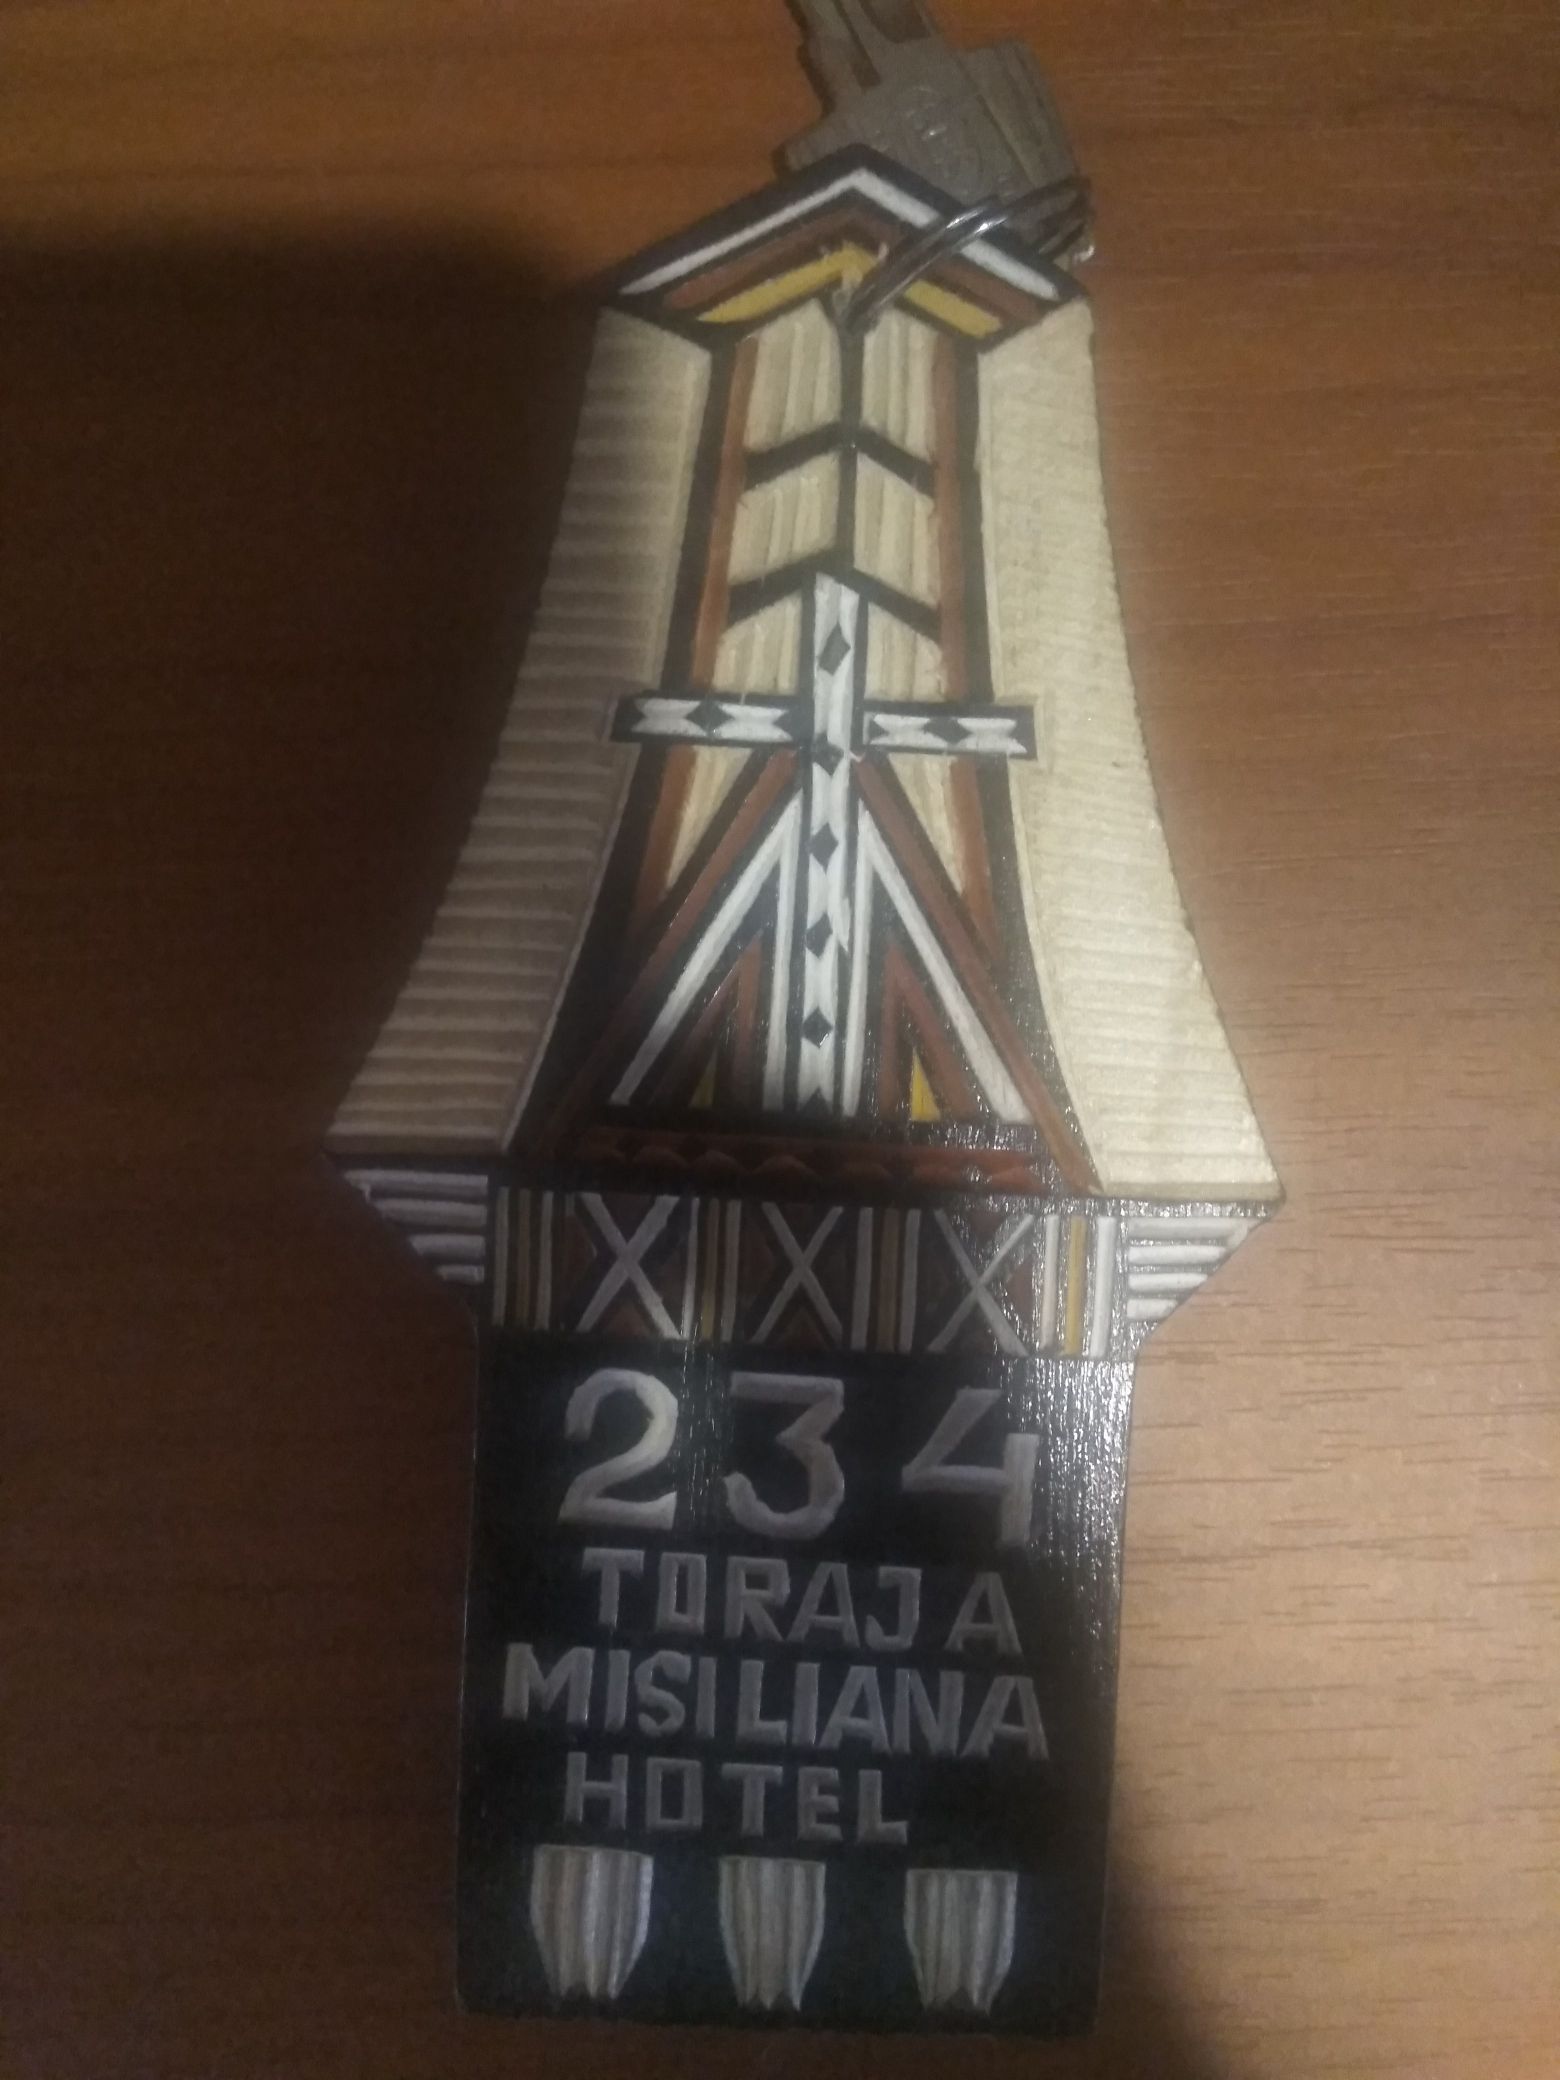 234
TORAJA
MISILIANA
HOTEL